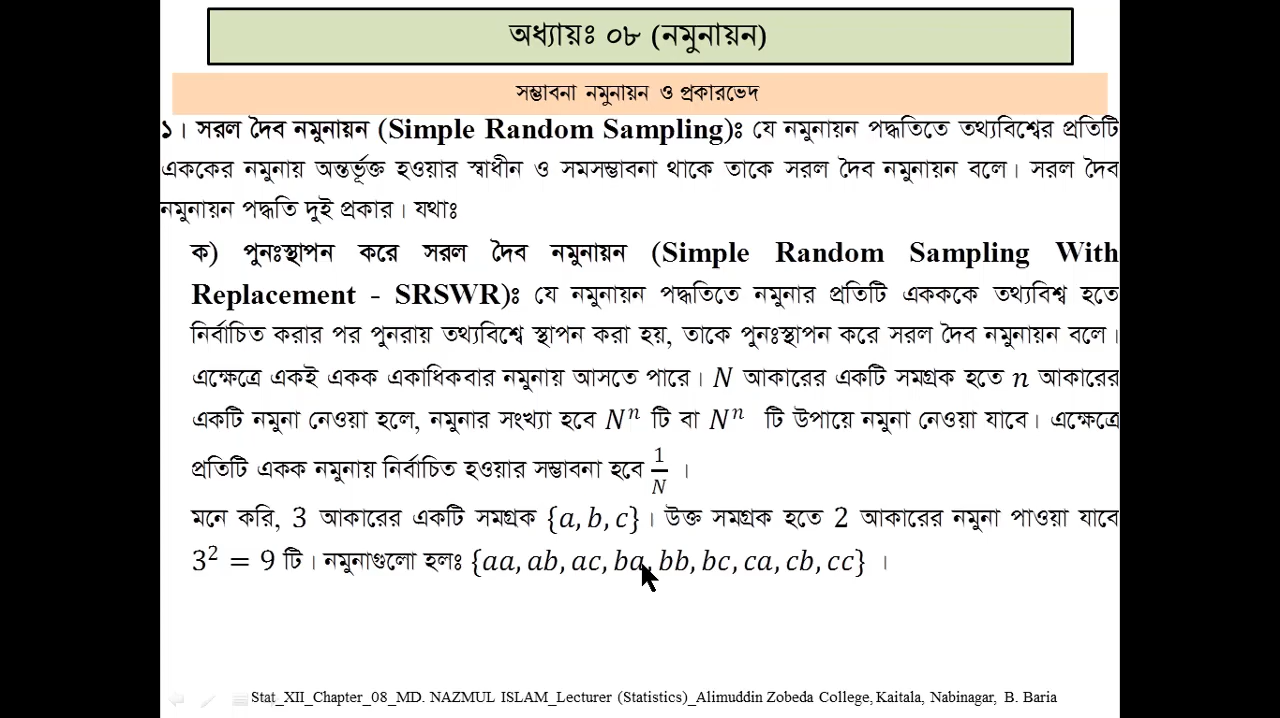 অধ্যায়ঃ ০৮ (নমুনায়ন)
সম্ভাবনা নমুনায়ন ও প্রকারভেদ
১। সরল দৈব নমুনায়ন (Simple Random Sampling)ঃ যে নমুনায়ন পদ্ধতিতে তথ্যবিশ্বের প্রতিটি
এককের নমুনায় অন্তর্ভূক্ত হওয়ার স্বাধীন ও সমসম্ভাবনা থাকে তাকে সরল দৈব নমুনায়ন বলে। সরল দৈব
নমুনায়ন পদ্ধতি দুই প্রকার। যথাঃ
ক) পুনঃস্থাপন করে সরল দৈব নমুনায়ন (Simple Random Sampling With
Replacement - SRSWR)ঃ যে নমুনায়ন পদ্ধতিতে নমুনার প্রতিটি একককে তথ্যবিশ্ব হতে
নির্বাচিত করার পর পুনরায় তথ্যবিশ্বে স্থাপন করা হয়, তাকে পুনঃস্থাপন করে সরল দৈব নমুনায়ন বলে।
এক্ষেত্রে একই একক একাধিকবার নমুনায় আসতে পারে। N আকারের একটি সমগ্রক হতে n আকারের
একটি নমুনা নেওয়া হলে, নমুনার সংখ্যা হবে Nⁿ টি বা Nⁿ টি উপায়ে নমুনা নেওয়া যাবে। এক্ষেত্রে
প্রতিটি একক নমুনায় নির্বাচিত হওয়ার সম্ভাবনা হবে 1/N ।
মনে করি, 3 আকারের একটি সমগ্রক {a, b, c}। উক্ত সমগ্রক হতে 2 আকারের নমুনা পাওয়া যাবে
3² = 9 টি। নমুনাগুলো হলঃ {aa, ab, ac, ba, bb, bc, ca, cb, cc} ।
Stat_XII_Chapter_08_MD. NAZMUL ISLAM_Lecturer (Statistics)_Alimuddin Zobeda College, Kaitala, Nabinagar, B. Baria